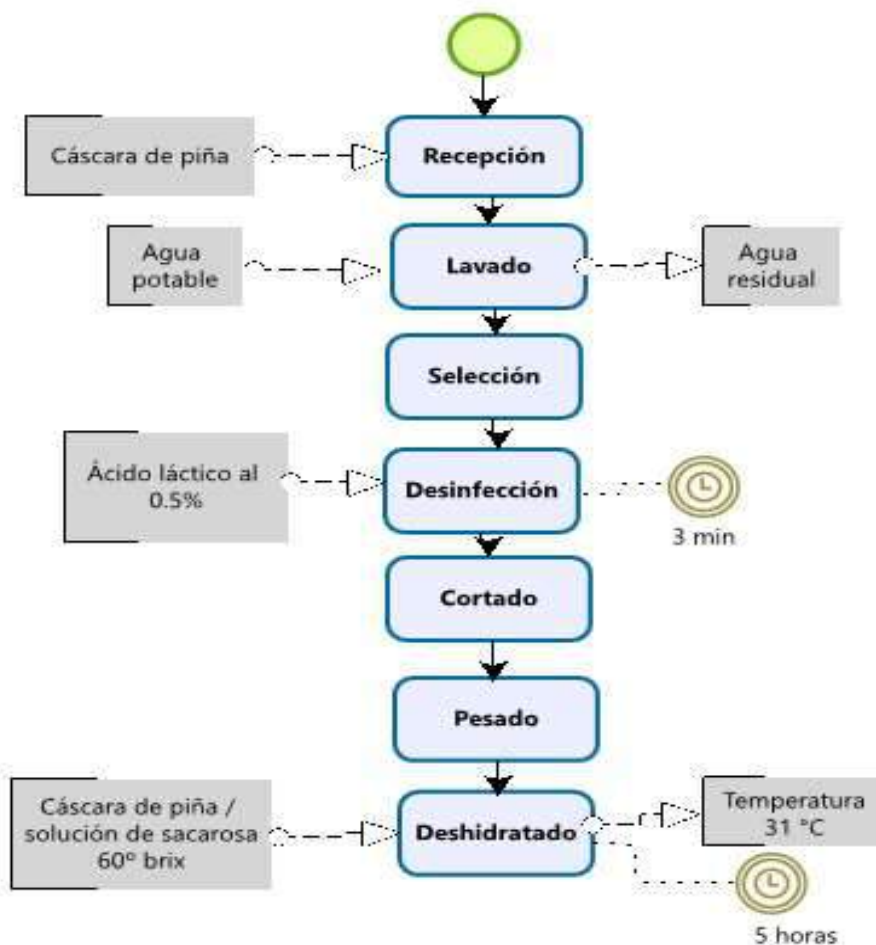 Cáscara de piña
Recepción
Agua
potable
Lavado
Agua
residual
Selección
Ácido láctico al
0.5%
Desinfección
3 min
Cortado
Pesado
Cáscara de piña /
solución de sacarosa
60º brix
Deshidratado
Temperatura
31 °C
5 horas